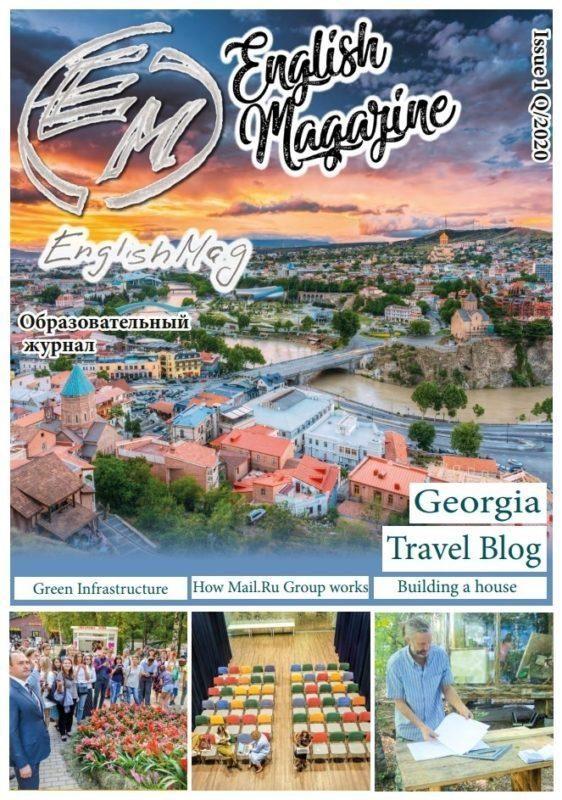 EM
English
Magazine
Issue 1 Q/2020
EnglishMag
Образовательный
журнал
Georgia
Travel Blog
Green Infrastructure
How Mail.Ru Group works
Building a house